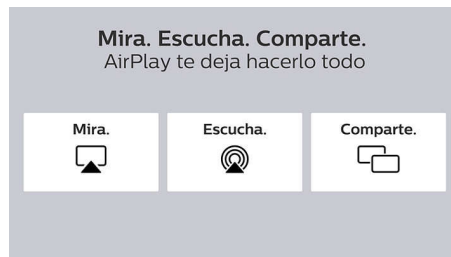 Mira. Escucha. Comparte.
AirPlay te deja hacerlo todo
Mira.
Escucha.
Comparte.